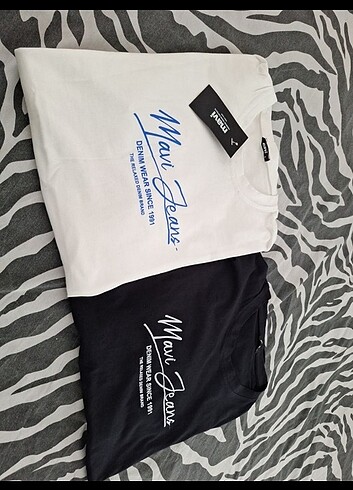 Mavi Jeans
DENIM WEAR SINCE 1991
THE RELAXED DENIM BRAND
mavi
Mavi Jeans
DENIM WEAR SINCE 1991
THE RELAXED DENIM BRAND